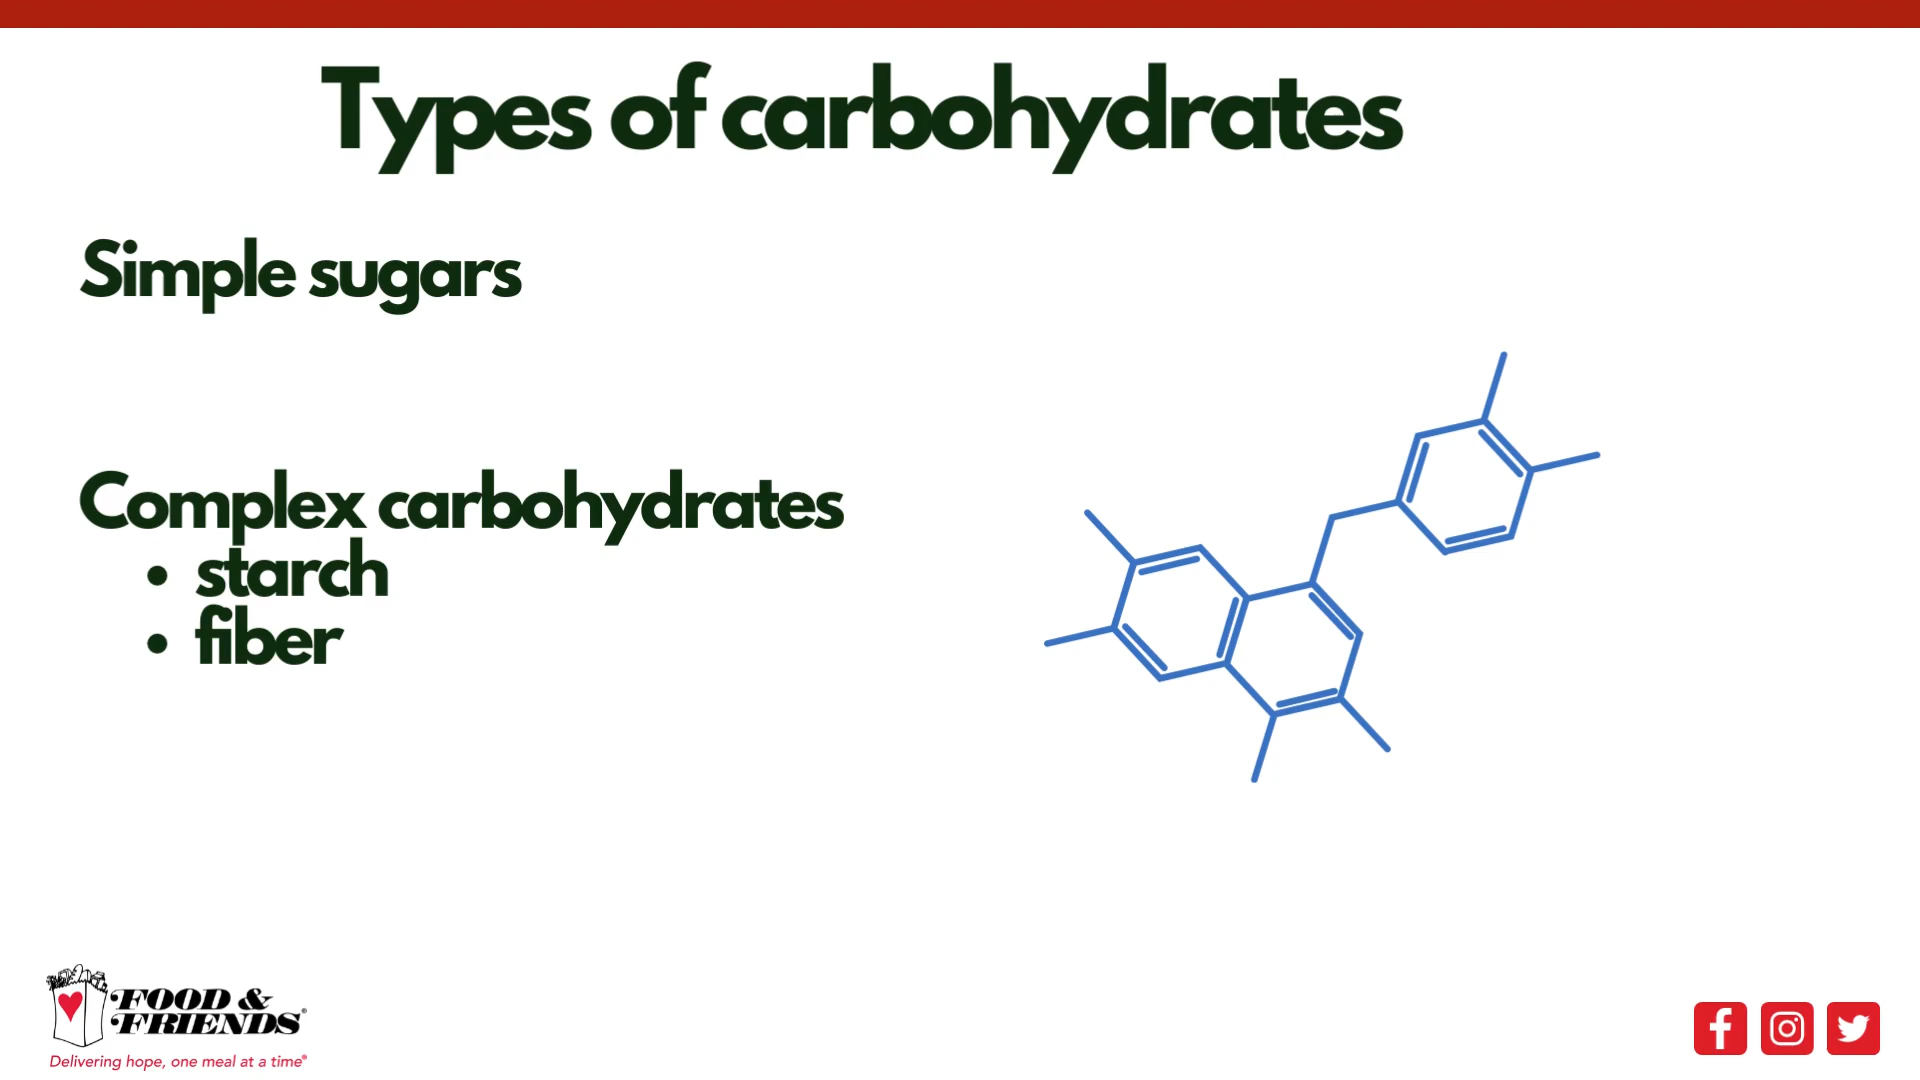 Types of carbohydrates
Simple sugars
Complex carbohydrates
• starch
• fiber
FOOD &
FRIENDS®
Delivering hope, one meal at a time®